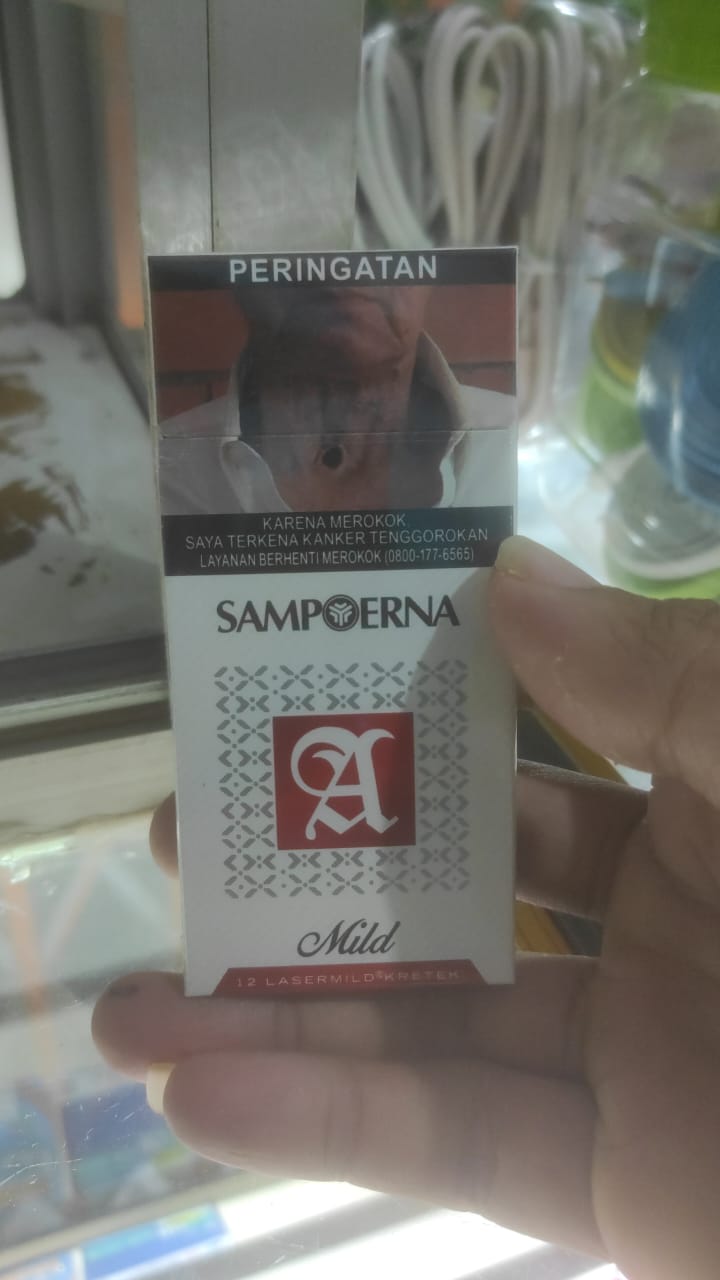 PERINGATAN
KARENA MEROKOK,
SAYA TERKENA KANKER TENGGOROKAN
LAYANAN BERHENTI MEROKOK (0800-177-6565)
SAMPOERNA
A
Mild
12 LASERMILD® KRETEK